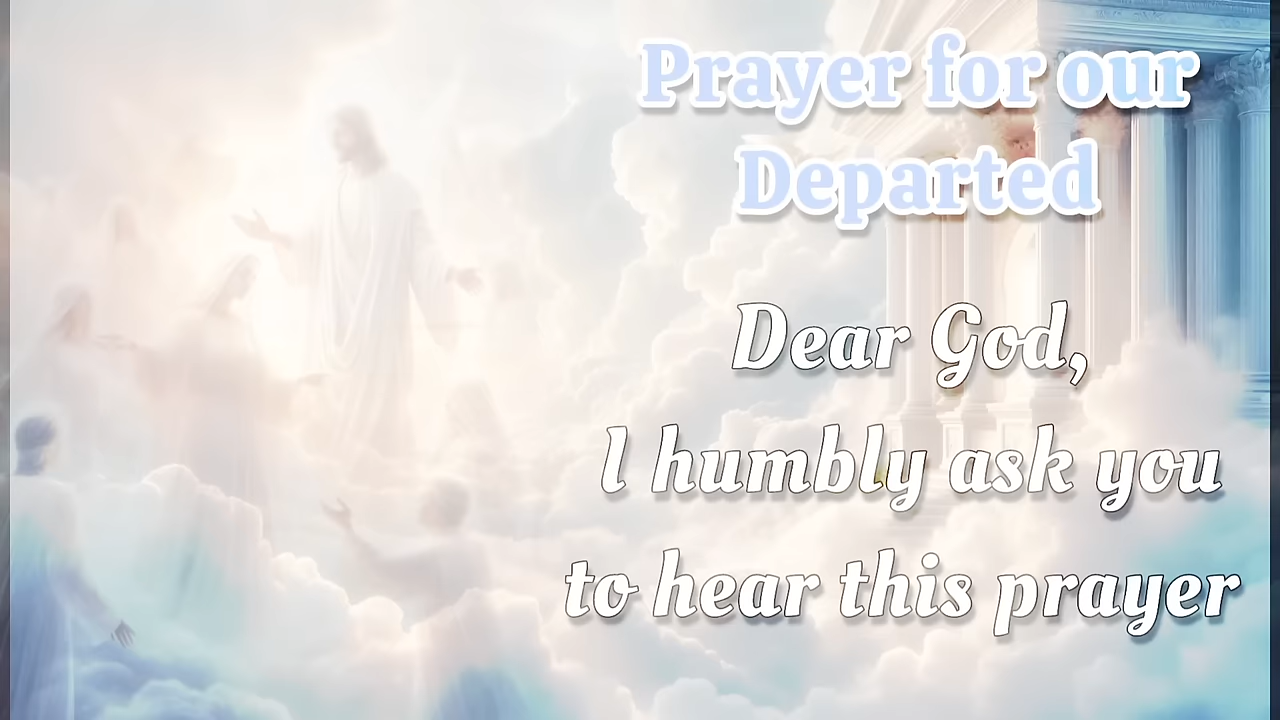 Prayer for our
Departed
Dear God,
I humbly ask you
to hear this prayer